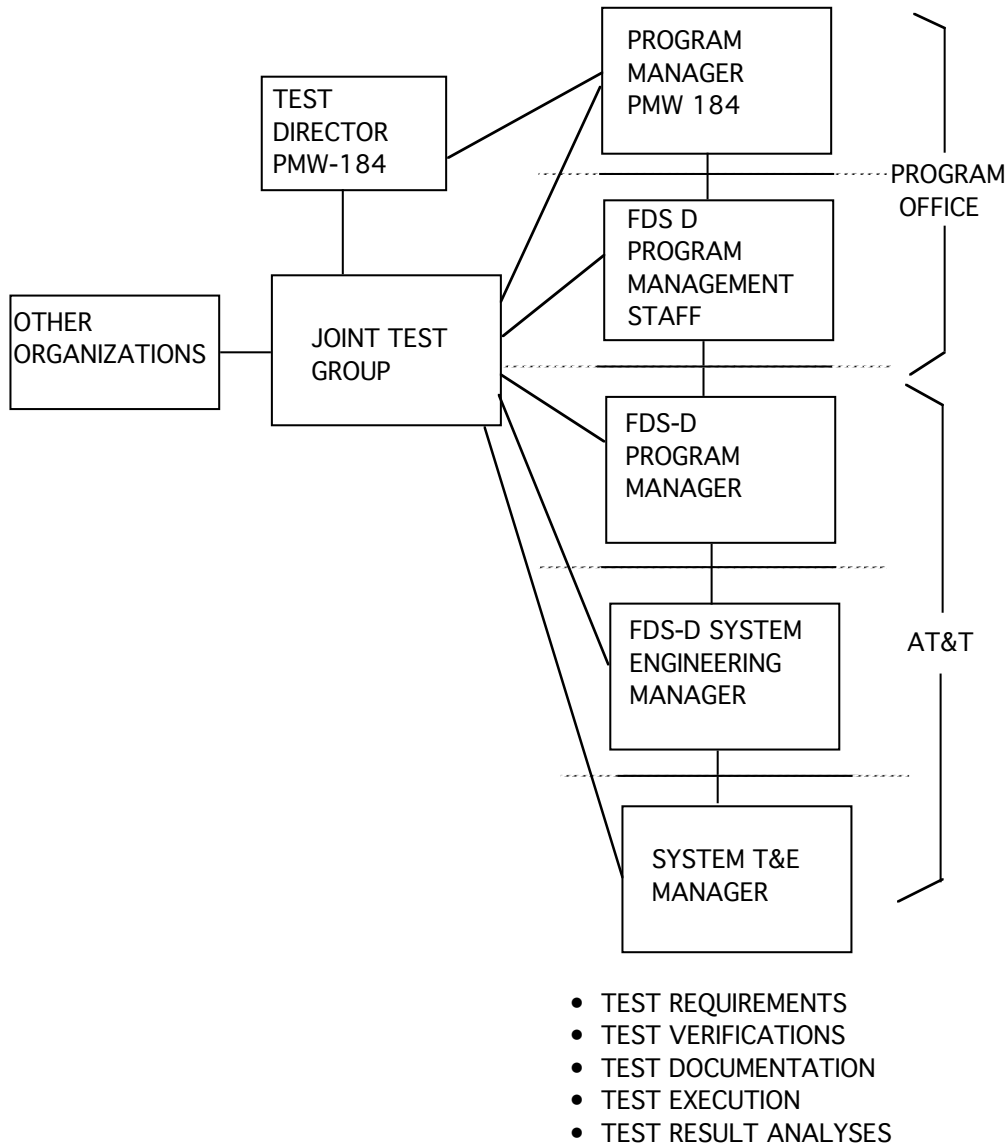 PROGRAM
MANAGER
PMW 184
TEST
DIRECTOR
PMW-184
PROGRAM
OFFICE
FDS D
PROGRAM
MANAGEMENT
STAFF
OTHER
ORGANIZATIONS
JOINT TEST
GROUP
FDS-D
PROGRAM
MANAGER
FDS-D SYSTEM
ENGINEERING
MANAGER
AT&T
SYSTEM T&E
MANAGER
• TEST REQUIREMENTS
• TEST VERIFICATIONS
• TEST DOCUMENTATION
• TEST EXECUTION
• TEST RESULT ANALYSES